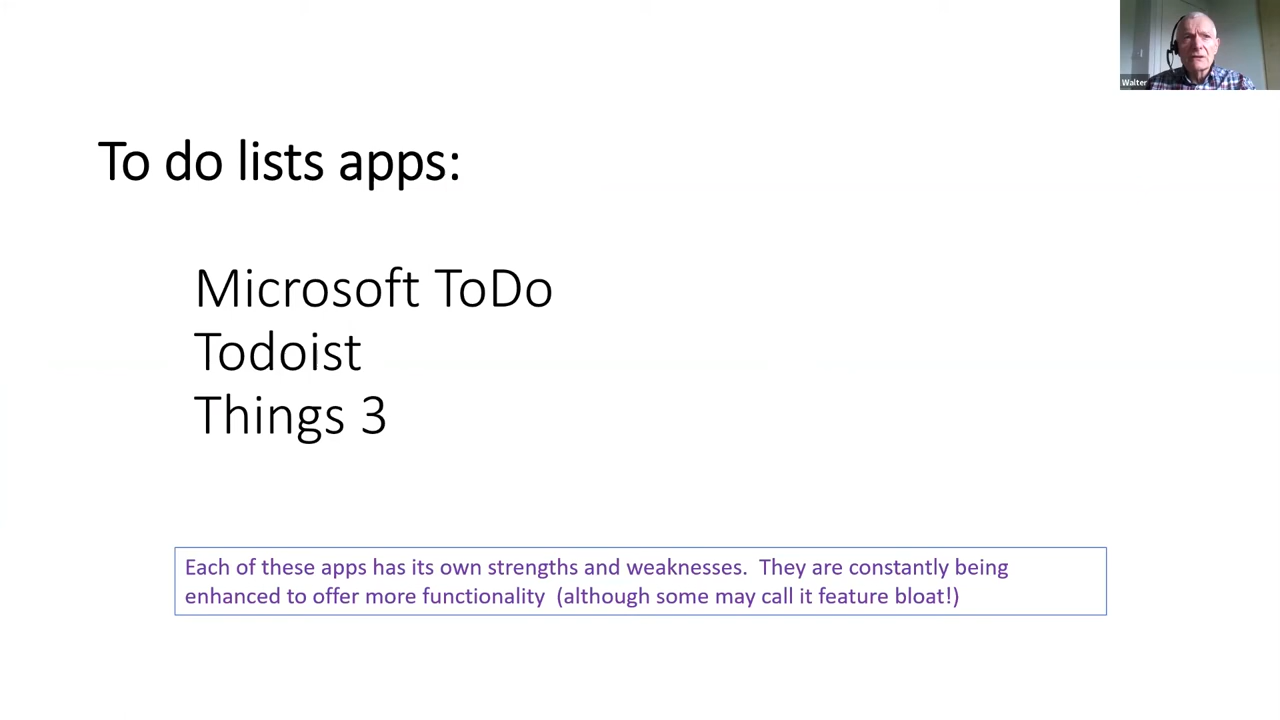 Walter
To do lists apps:
Microsoft ToDo
Todoist
Things 3
Each of these apps has its own strengths and weaknesses.  They are constantly being
enhanced to offer more functionality  (although some may call it feature bloat!)